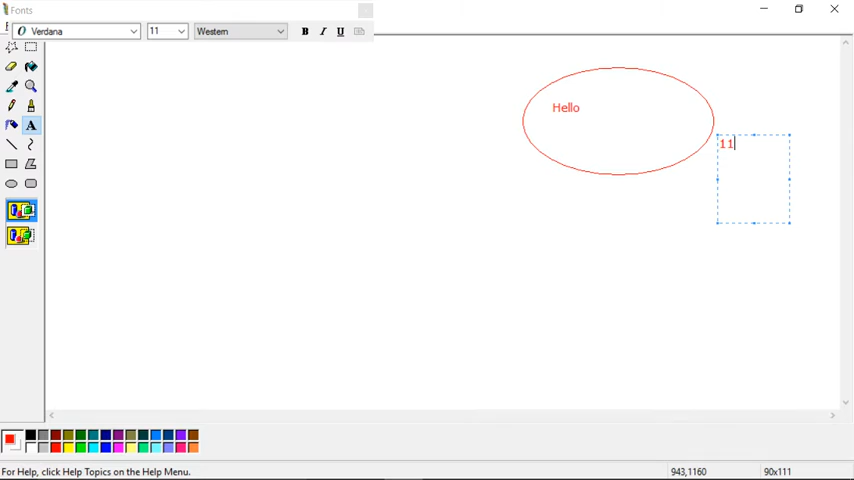 Fonts
O Verdana
11
Western
B I U
A
Hello
11
For Help, click Help Topics on the Help Menu.
943,1160
90x111